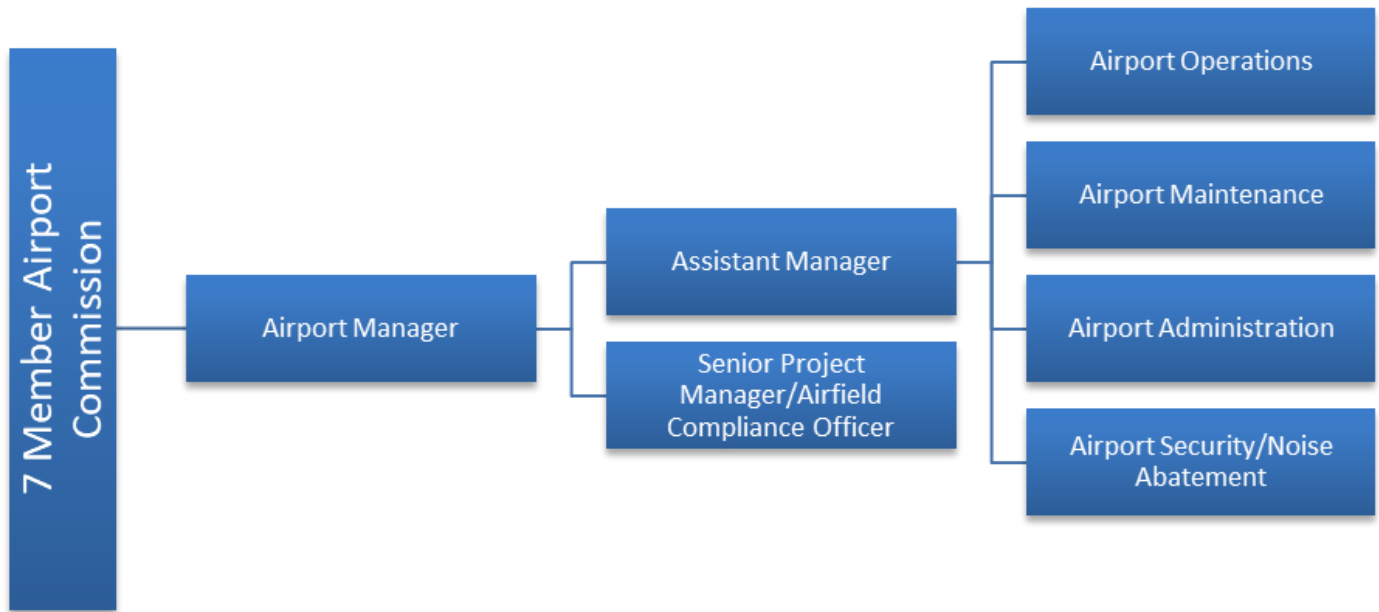 7 Member Airport
Commission
Airport Manager
Assistant Manager
Senior Project
Manager/Airfield
Compliance Officer
Airport Operations
Airport Maintenance
Airport Administration
Airport Security/Noise
Abatement